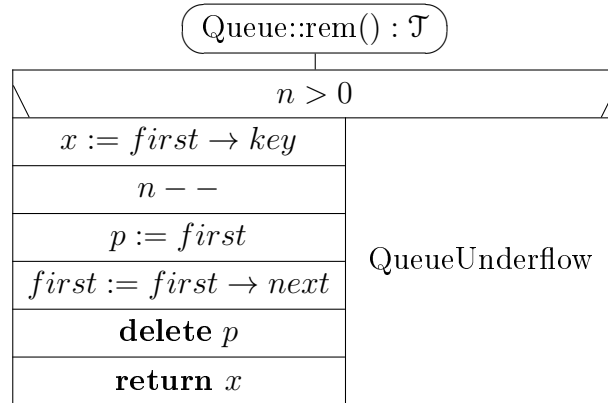 Queue::rem() : 𝒯
n > 0
x := first → key
n − −
p := first
first := first → next
delete p
return x
QueueUnderflow